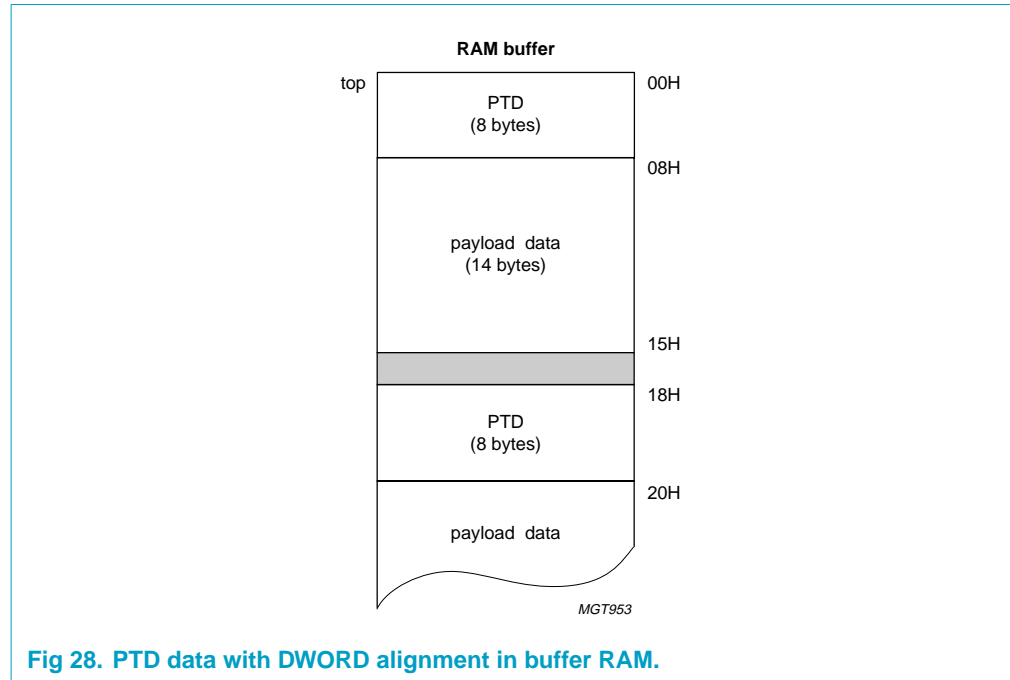 RAM buffer
top
00H
PTD
(8 bytes)
08H
payload data
(14 bytes)
15H
18H
PTD
(8 bytes)
20H
payload data
MGT953
Fig 28. PTD data with DWORD alignment in buffer RAM.